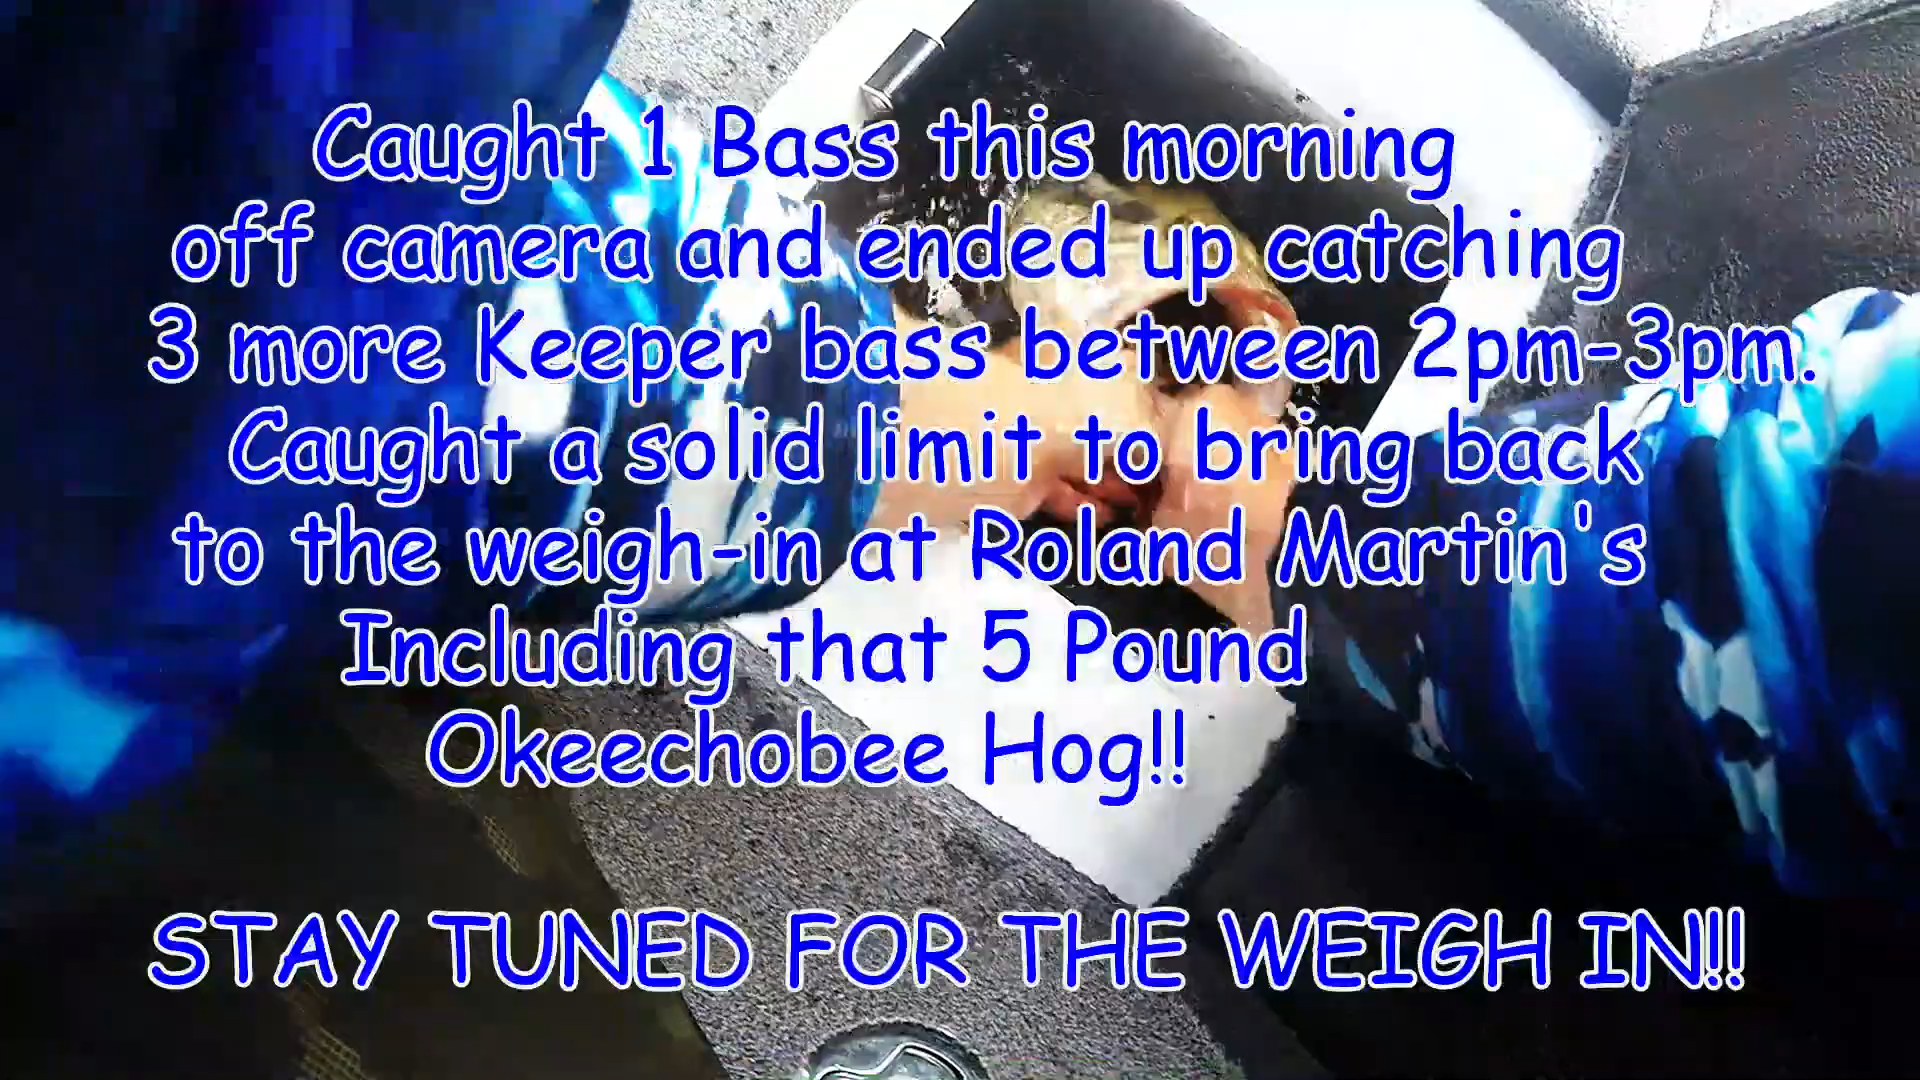 Caught 1 Bass this morning
off camera and ended up catching
3 more Keeper bass between 2pm-3pm.
Caught a solid limit to bring back
to the weigh-in at Roland Martin's
Including that 5 Pound
Okeechobee Hog!!
STAY TUNED FOR THE WEIGH IN!!